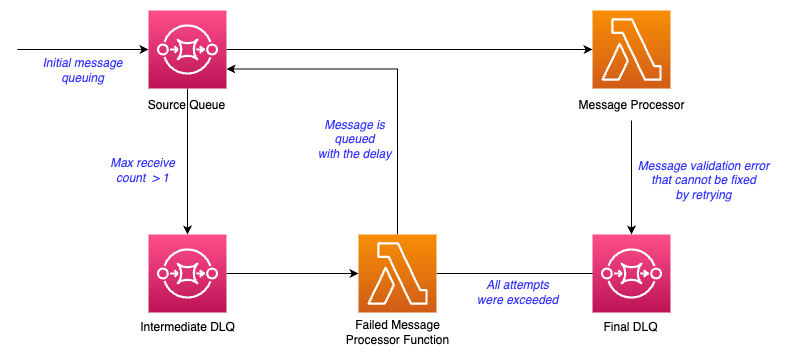 Initial message
queuing
Source Queue
Message Processor
Message is
queued
with the delay
Max receive
count > 1
Message validation error
that cannot be fixed
by retrying
Intermediate DLQ
Failed Message
Processor Function
All attempts
were exceeded
Final DLQ